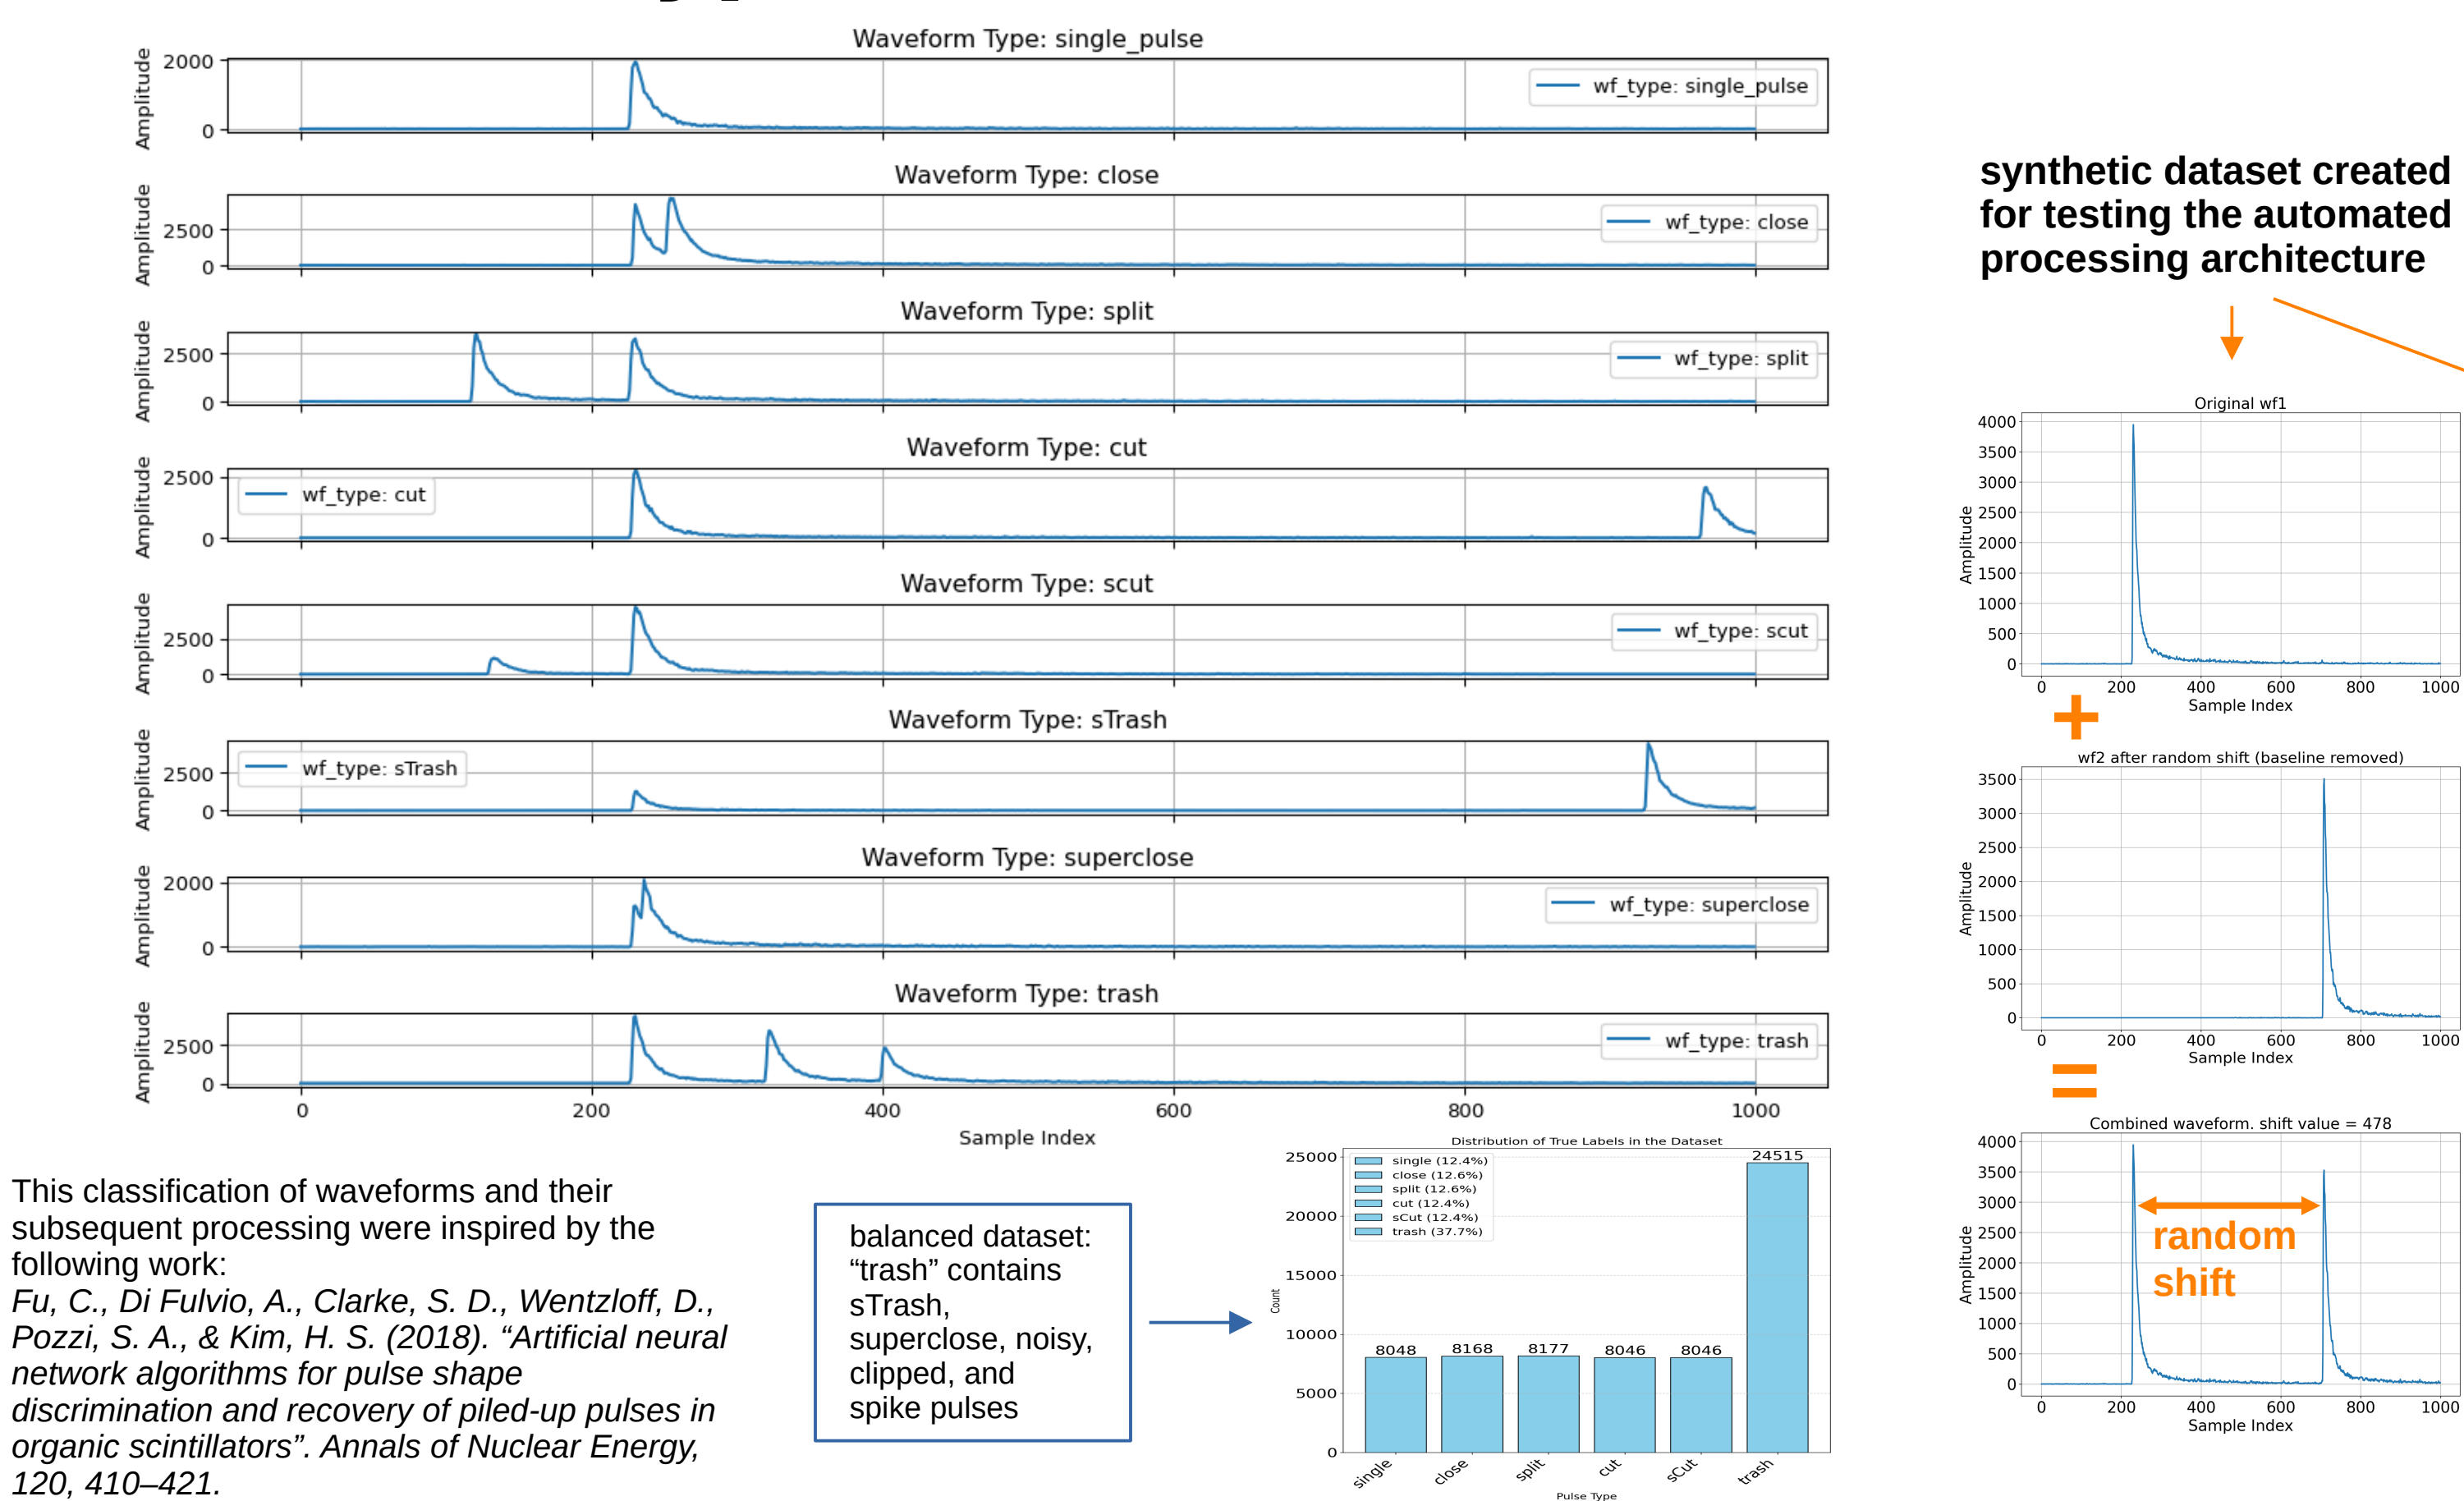 Waveform Type: single_pulse
Amplitude
2000
0
wf_type: single_pulse
Waveform Type: close
Amplitude
2500
0
wf_type: close
Waveform Type: split
Amplitude
2500
0
wf_type: split
Waveform Type: cut
Amplitude
2500
0
wf_type: cut
Waveform Type: scut
Amplitude
2500
0
wf_type: scut
Waveform Type: sTrash
Amplitude
2500
0
wf_type: sTrash
Waveform Type: superclose
Amplitude
2000
0
wf_type: superclose
Waveform Type: trash
Amplitude
2500
0
wf_type: trash
0 200 400 600 800 1000
Sample Index
This classification of waveforms and their
subsequent processing were inspired by the
following work:
Fu, C., Di Fulvio, A., Clarke, S. D., Wentzloff, D.,
Pozzi, S. A., & Kim, H. S. (2018). “Artificial neural
network algorithms for pulse shape
discrimination and recovery of piled-up pulses in
organic scintillators”. Annals of Nuclear Energy,
120, 410–421.
balanced dataset:
“trash” contains
sTrash,
superclose, noisy,
clipped, and
spike pulses
Distribution of True Labels in the Dataset
single (12.4%)
close (12.6%)
split (12.6%)
cut (12.4%)
sCut (12.4%)
trash (37.7%)
25000
20000
15000
10000
5000
0
Count
8048 8168 8177 8046 8046 24515
single close split cut sCut trash
Pulse Type
synthetic dataset created
for testing the automated
processing architecture
Original wf1
4000
3500
3000
2500
2000
1500
1000
500
0
Amplitude
0 200 400 600 800 1000
Sample Index
+
wf2 after random shift (baseline removed)
3500
3000
2500
2000
1500
1000
500
0
Amplitude
0 200 400 600 800 1000
Sample Index
=
Combined waveform. shift value = 478
4000
3500
3000
2500
2000
1500
1000
500
0
Amplitude
random
shift
0 200 400 600 800 1000
Sample Index